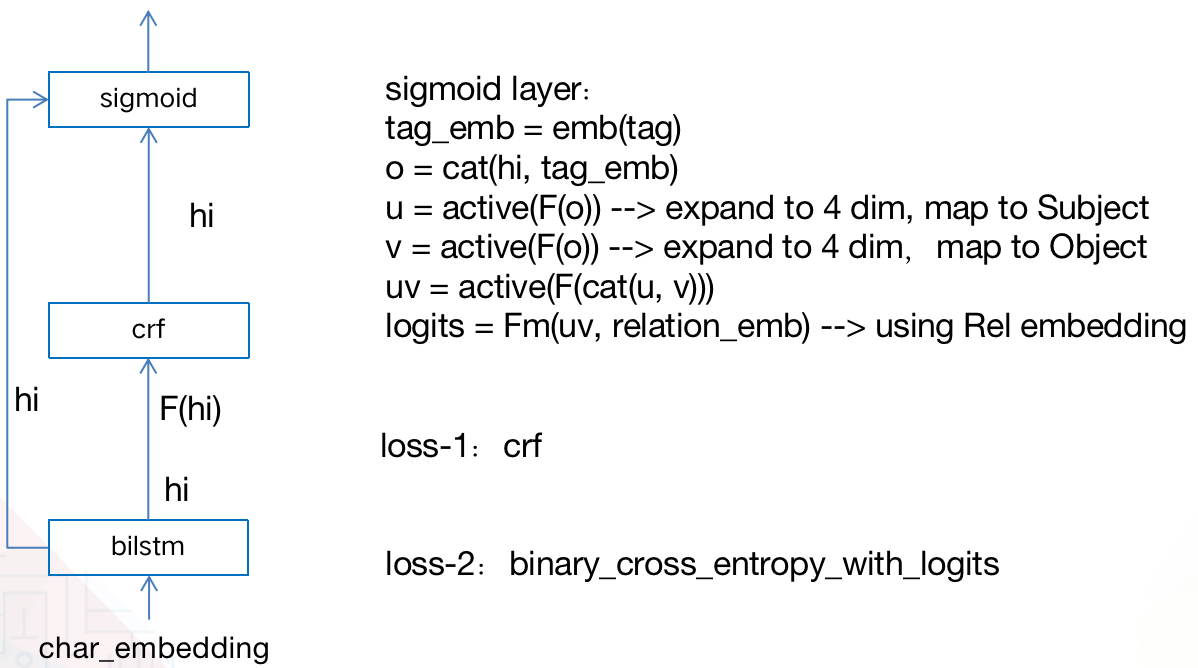 sigmoid
hi
crf
hi
F(hi)
hi
bilstm
char_embedding
sigmoid layer：
tag_emb = emb(tag)
o = cat(hi, tag_emb)
u = active(F(o)) --> expand to 4 dim, map to Subject
v = active(F(o)) --> expand to 4 dim， map to Object
uv = active(F(cat(u, v)))
logits = Fm(uv, relation_emb) --> using Rel embedding
loss-1： crf
loss-2： binary_cross_entropy_with_logits